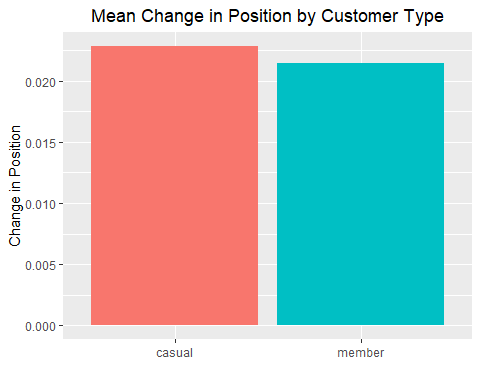 Mean Change in Position by Customer Type
Change in Position
0.020
0.015
0.010
0.005
0.000
casual
member